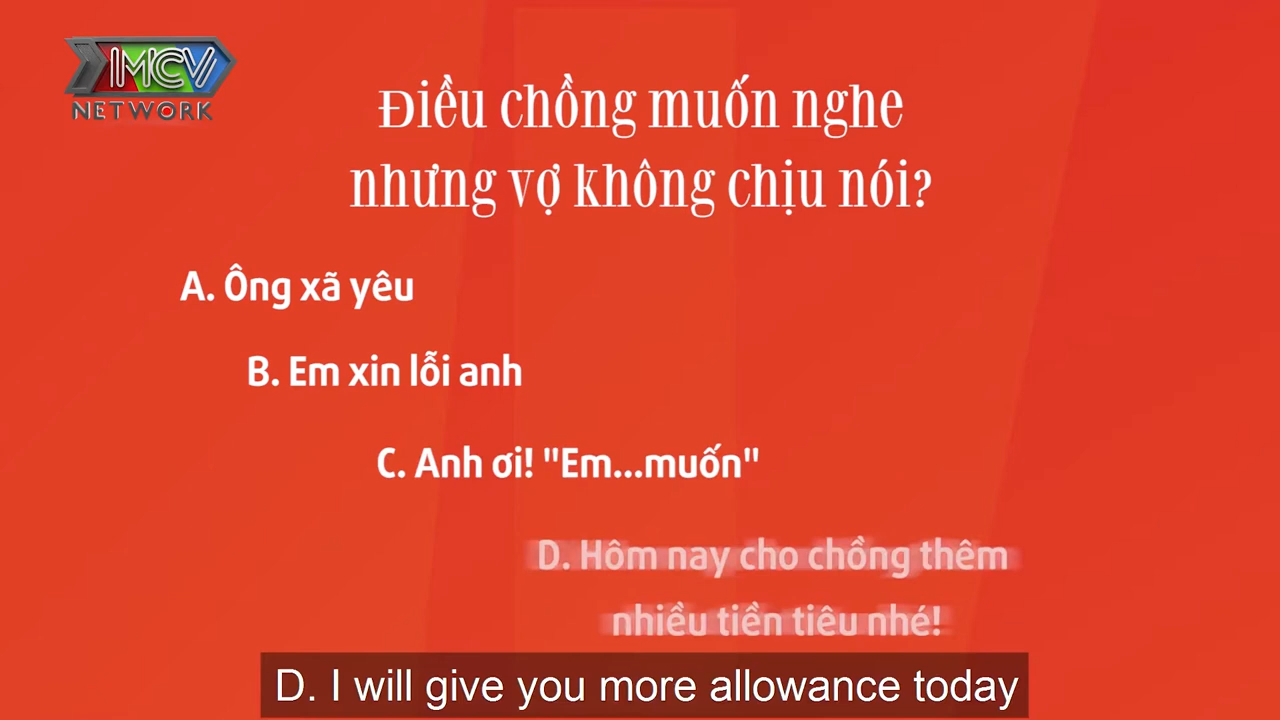 MCV
NETWORK
Điều chồng muốn nghe
nhưng vợ không chịu nói?
A. Ông xã yêu
B. Em xin lỗi anh
C. Anh ơi! "Em...muốn"
D. Hôm nay cho chồng thêm
nhiều tiền tiêu nhé!
D. I will give you more allowance today